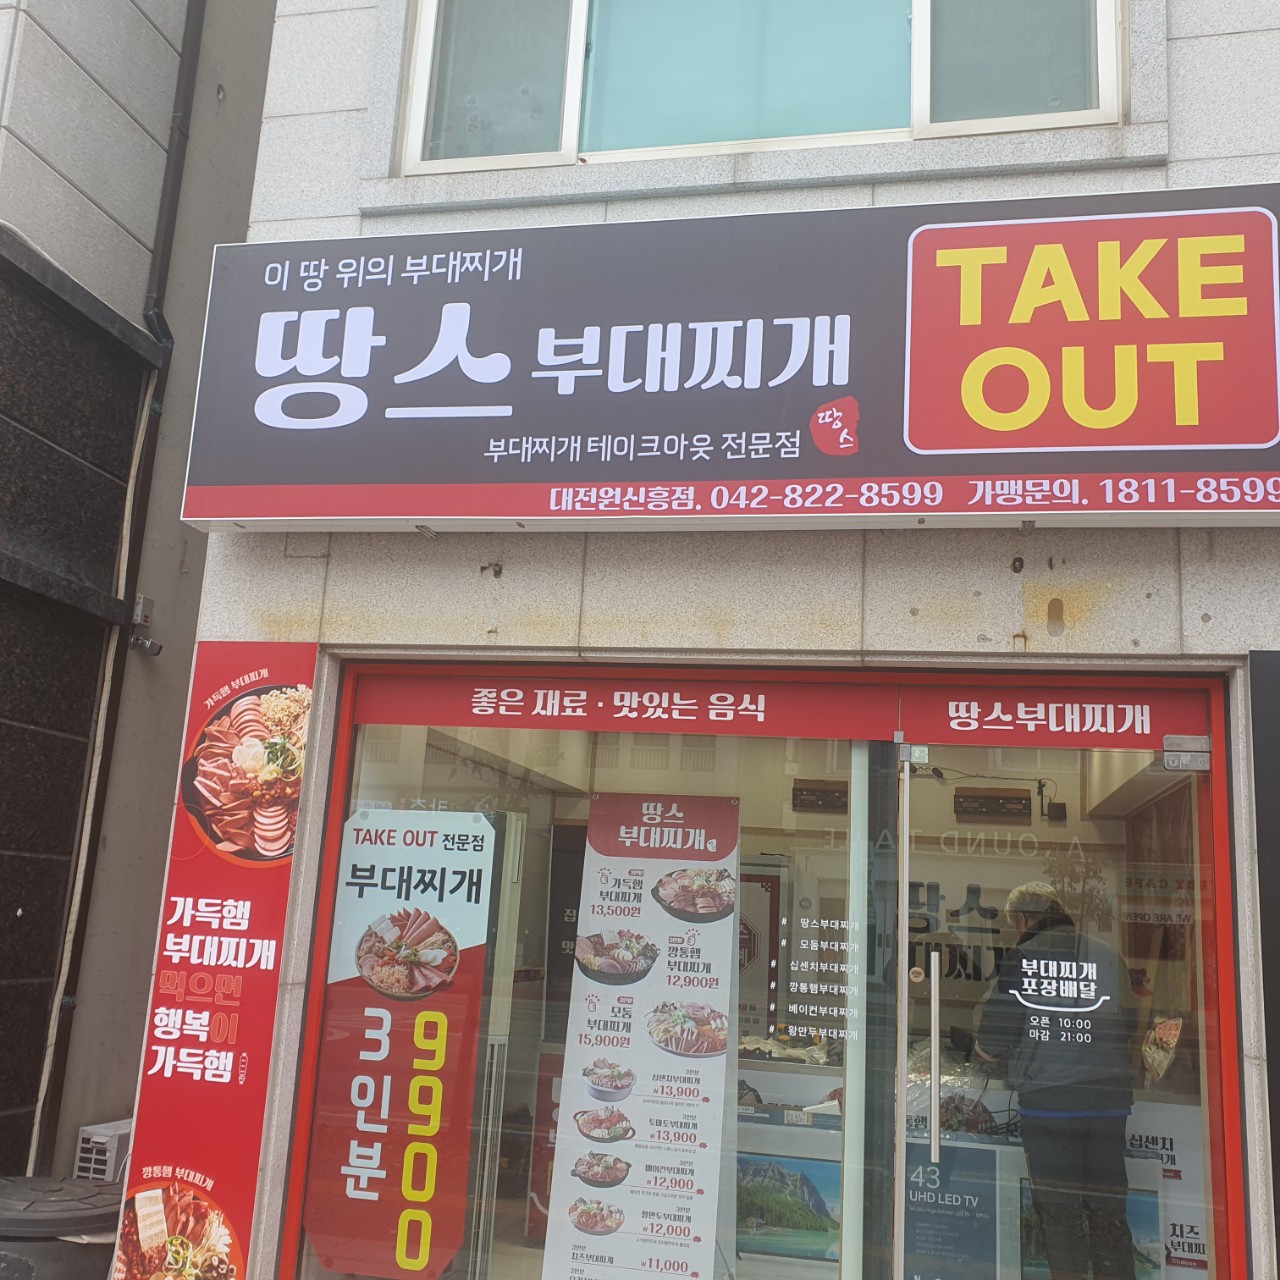 이 땅 위의 부대찌개
땅스 부대찌개
부대찌개 테이크아웃 전문점
땅스
TAKE
OUT
대전원신흥점. 042-822-8599 가맹문의. 1811-8599
좋은 재료 · 맛있는 음식
땅스부대찌개
가득햄 부대찌개
가득햄
부대찌개
먹으면
행복이
가득햄
깡통햄 부대찌개
TAKE OUT 전문점
부대찌개
3인분
9900
땅스
부대찌개
가득햄
부대찌개
13,500원
깡통햄
부대찌개
12,900원
모둠
부대찌개
15,900원
십센치부대찌개
₩13,900
토마토부대찌개
₩13,900
베이컨부대찌개
₩12,900
왕만두부대찌개
₩12,000
치즈부대찌개
₩11,000
# 땅스부대찌개
# 모둠부대찌개
# 십센치부대찌개
# 깡통햄부대찌개
# 베이컨부대찌개
# 왕만두부대찌개
부대찌개
포장배달
오픈 10:00
마감 21:00
43
UHD LED TV
십센치
치즈
부대찌